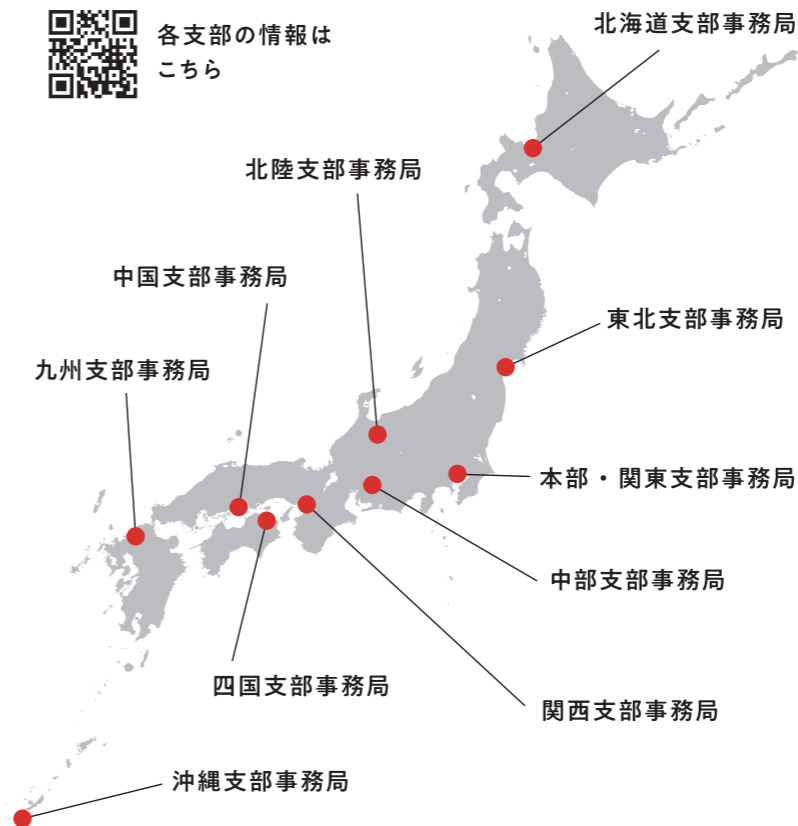 各支部の情報は
こちら
北海道支部事務局
北陸支部事務局
中国支部事務局
東北支部事務局
九州支部事務局
本部・関東支部事務局
中部支部事務局
四国支部事務局
関西支部事務局
沖縄支部事務局